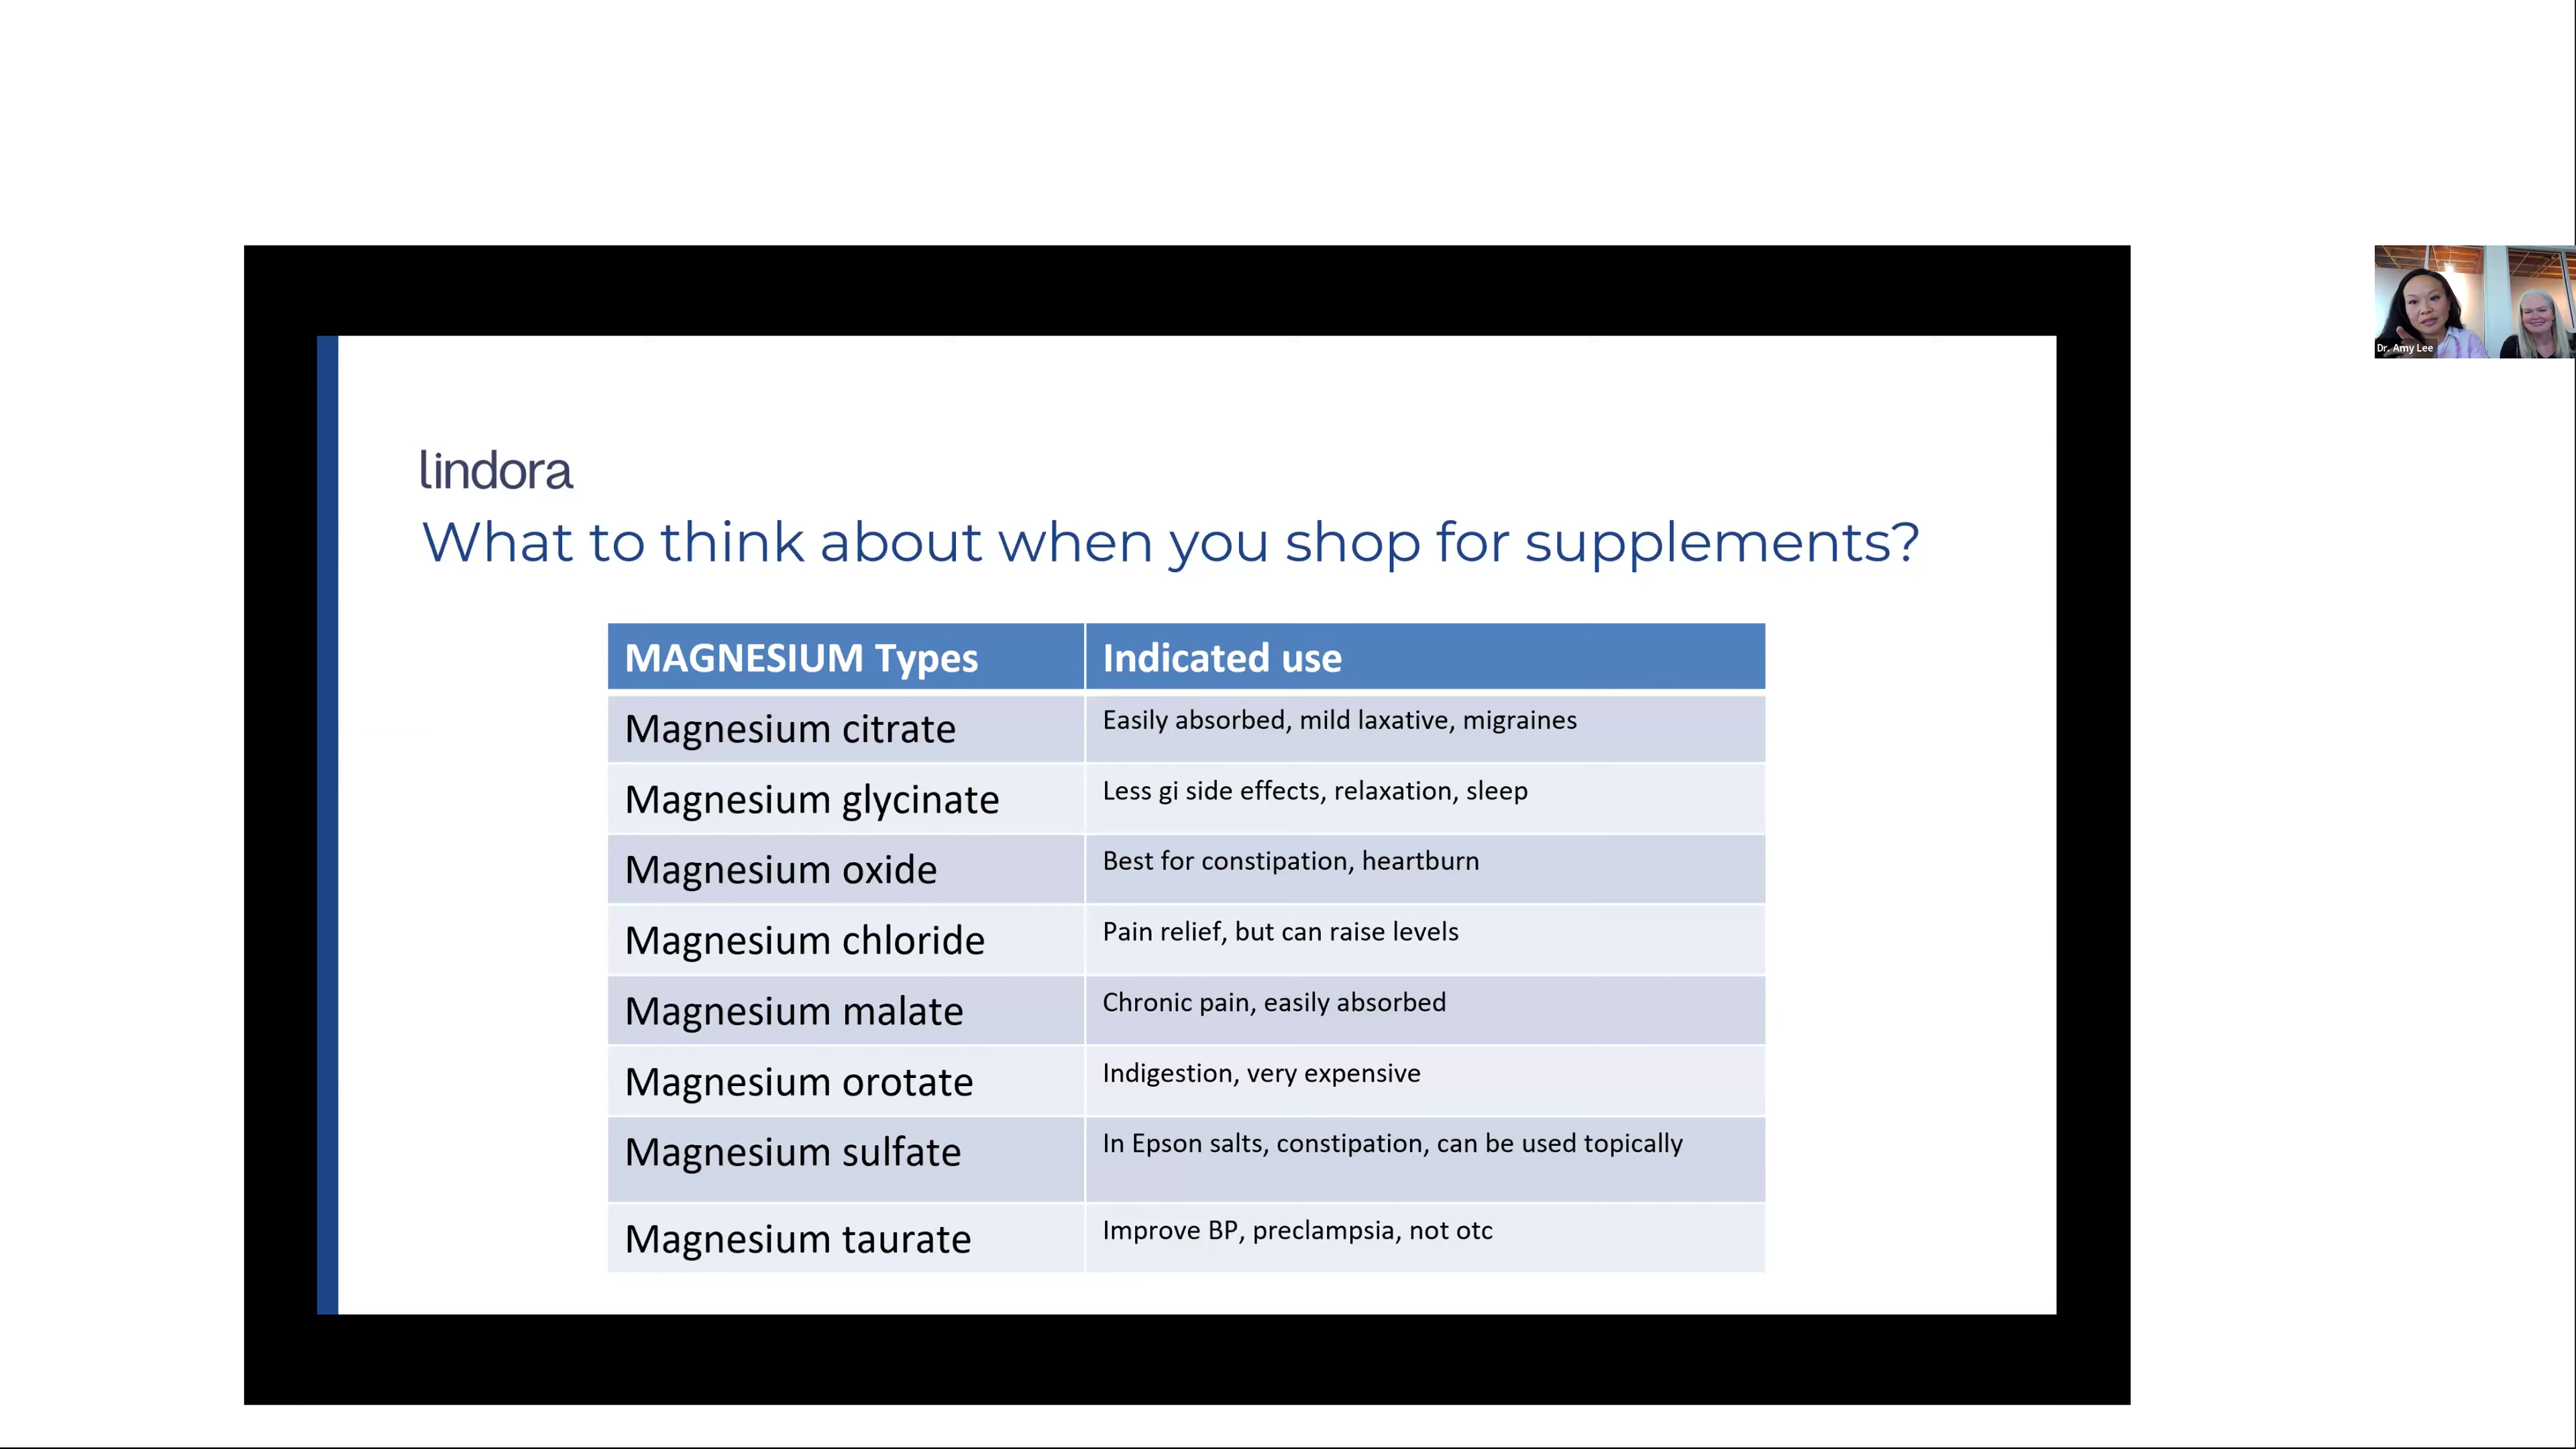 Dr. Amy Lee
lindora
What to think about when you shop for supplements?
MAGNESIUM Types Indicated use
Magnesium citrate Easily absorbed, mild laxative, migraines
Magnesium glycinate Less gi side effects, relaxation, sleep
Magnesium oxide Best for constipation, heartburn
Magnesium chloride Pain relief, but can raise levels
Magnesium malate Chronic pain, easily absorbed
Magnesium orotate Indigestion, very expensive
Magnesium sulfate In Epson salts, constipation, can be used topically
Magnesium taurate Improve BP, preclampsia, not otc